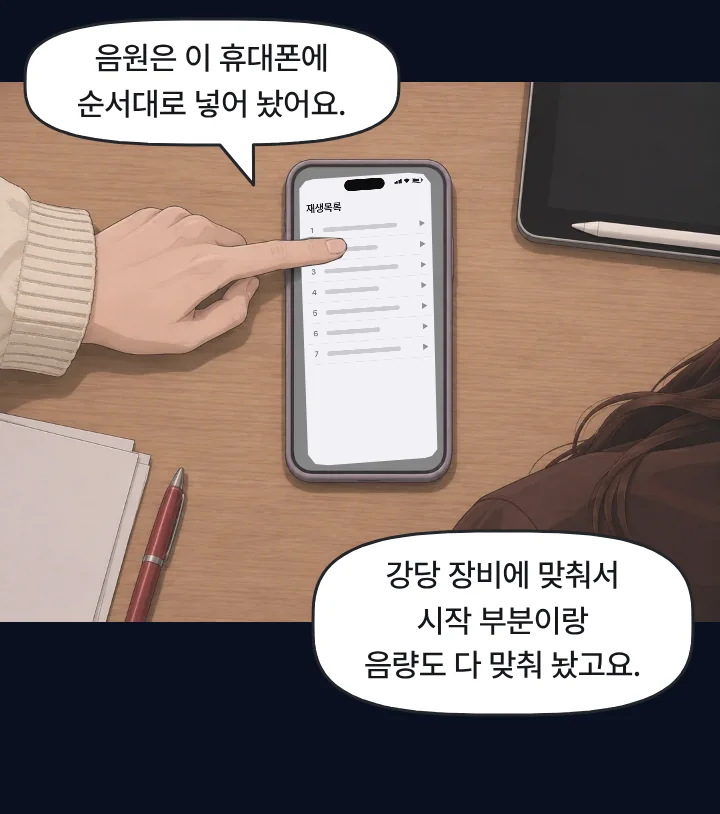 음원은 이 휴대폰에
순서대로 넣어 놨어요.
재생목록
1
3
4
5
6
7
강당 장비에 맞춰서
시작 부분이랑
음량도 다 맞춰 놨고요.